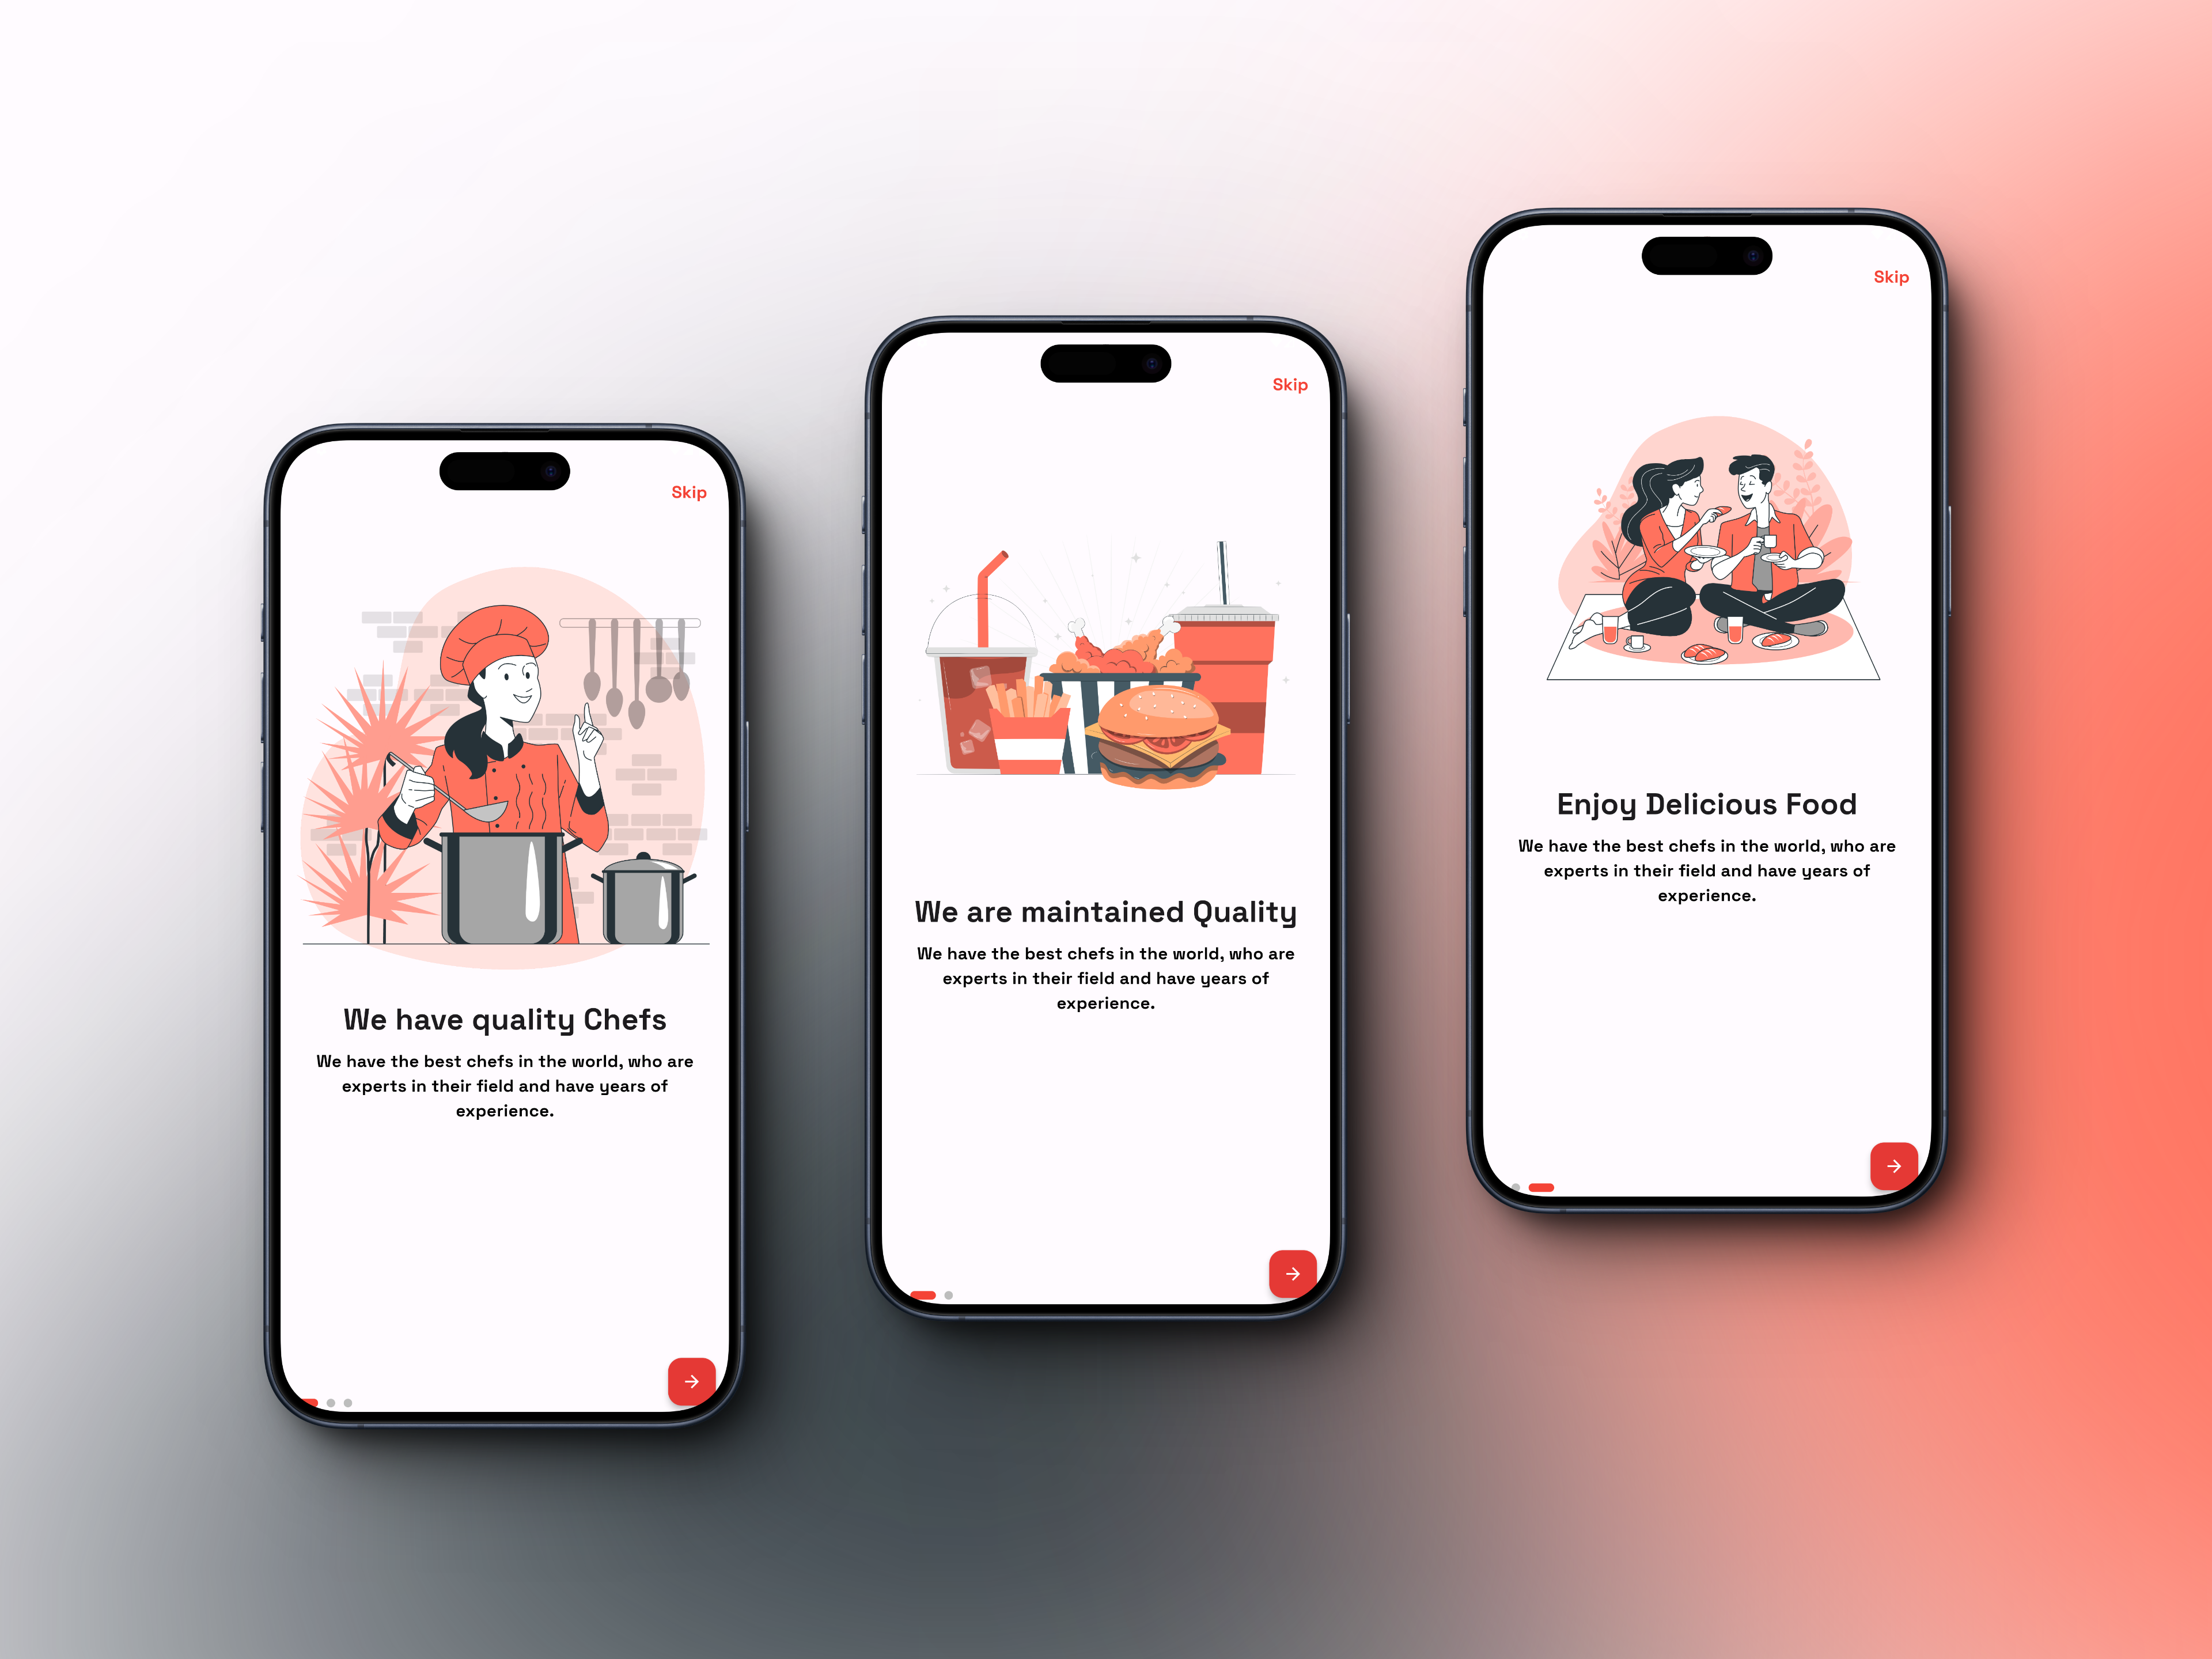 Skip
We have quality Chefs
We have the best chefs in the world, who are
experts in their field and have years of
experience.
Skip
We are maintained Quality
We have the best chefs in the world, who are
experts in their field and have years of
experience.
Skip
Enjoy Delicious Food
We have the best chefs in the world, who are
experts in their field and have years of
experience.